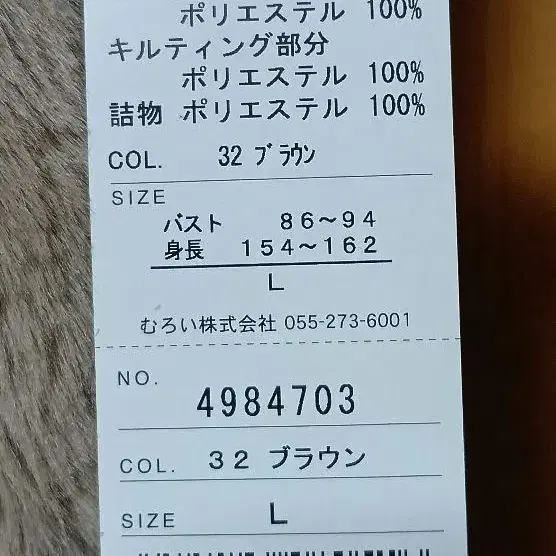 ポリエステル 100%
キルティング部分
ポリエステル 100%
詰物 ポリエステル 100%
COL. 32 ブラウン
SIZE
バスト 86〜94
身長 154〜162
L
むろい株式会社 055-273-6001
NO.
4984703
COL. 32 ブラウン
SIZE L